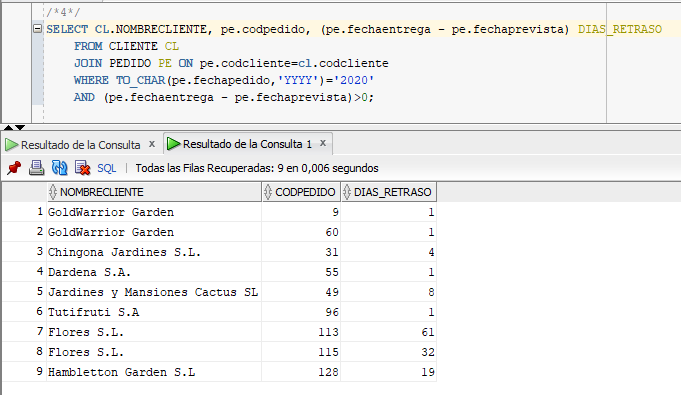 /*4*/
SELECT CL.NOMBRECLIENTE, pe.codpedido, (pe.fechaentrega - pe.fechaprevista) DIAS_RETRASO
FROM CLIENTE CL
JOIN PEDIDO PE ON pe.codcliente=cl.codcliente
WHERE TO_CHAR(pe.fechapedido,'YYYY')='2020'
AND (pe.fechaentrega - pe.fechaprevista)>0;
Resultado de la Consulta x Resultado de la Consulta 1 x
SQL | Todas las Filas Recuperadas: 9 en 0,006 segundos
NOMBRECLIENTE CODPEDIDO DIAS_RETRASO
1 GoldWarrior Garden 9 1
2 GoldWarrior Garden 60 1
3 Chingona Jardines S.L. 31 4
4 Dardena S.A. 55 1
5 Jardines y Mansiones Cactus SL 49 8
6 Tutifruti S.A 96 1
7 Flores S.L. 113 61
8 Flores S.L. 115 32
9 Hambletton Garden S.L 128 19